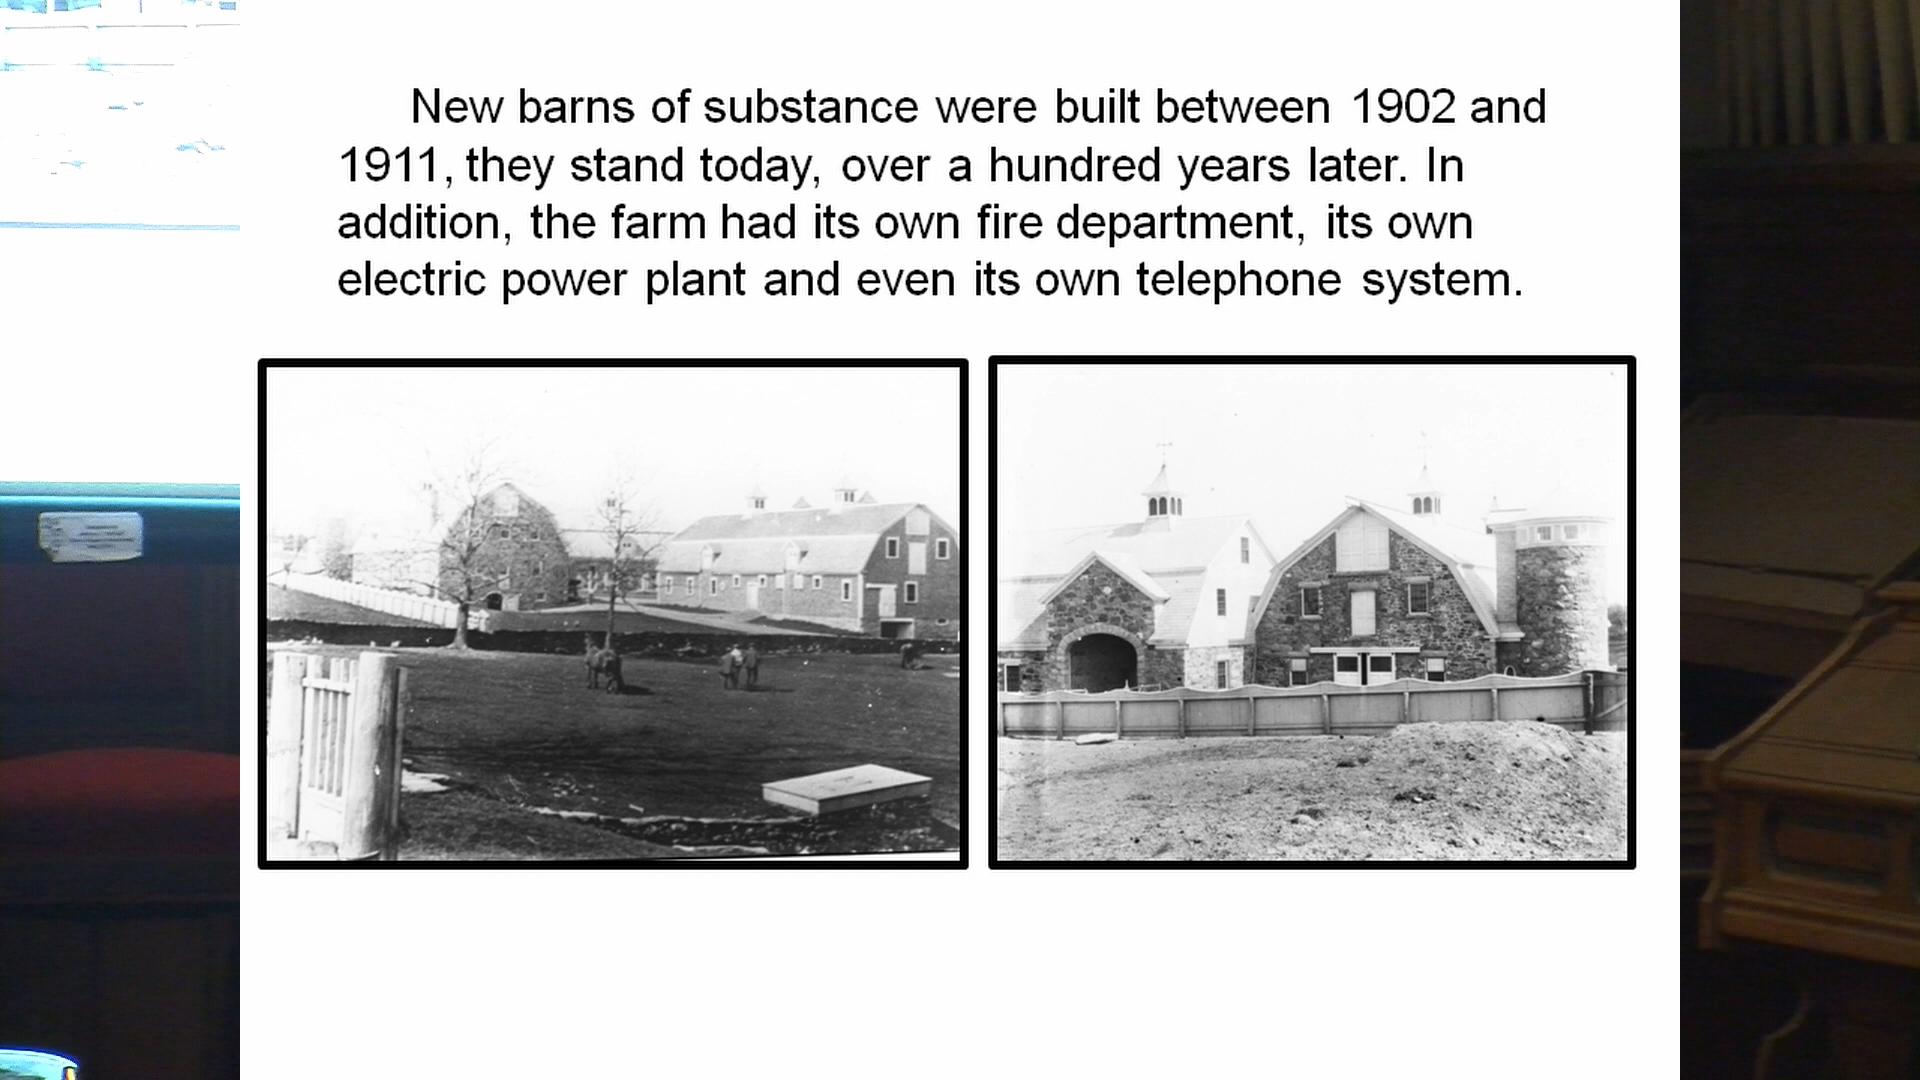 New barns of substance were built between 1902 and
1911, they stand today, over a hundred years later. In
addition, the farm had its own fire department, its own
electric power plant and even its own telephone system.